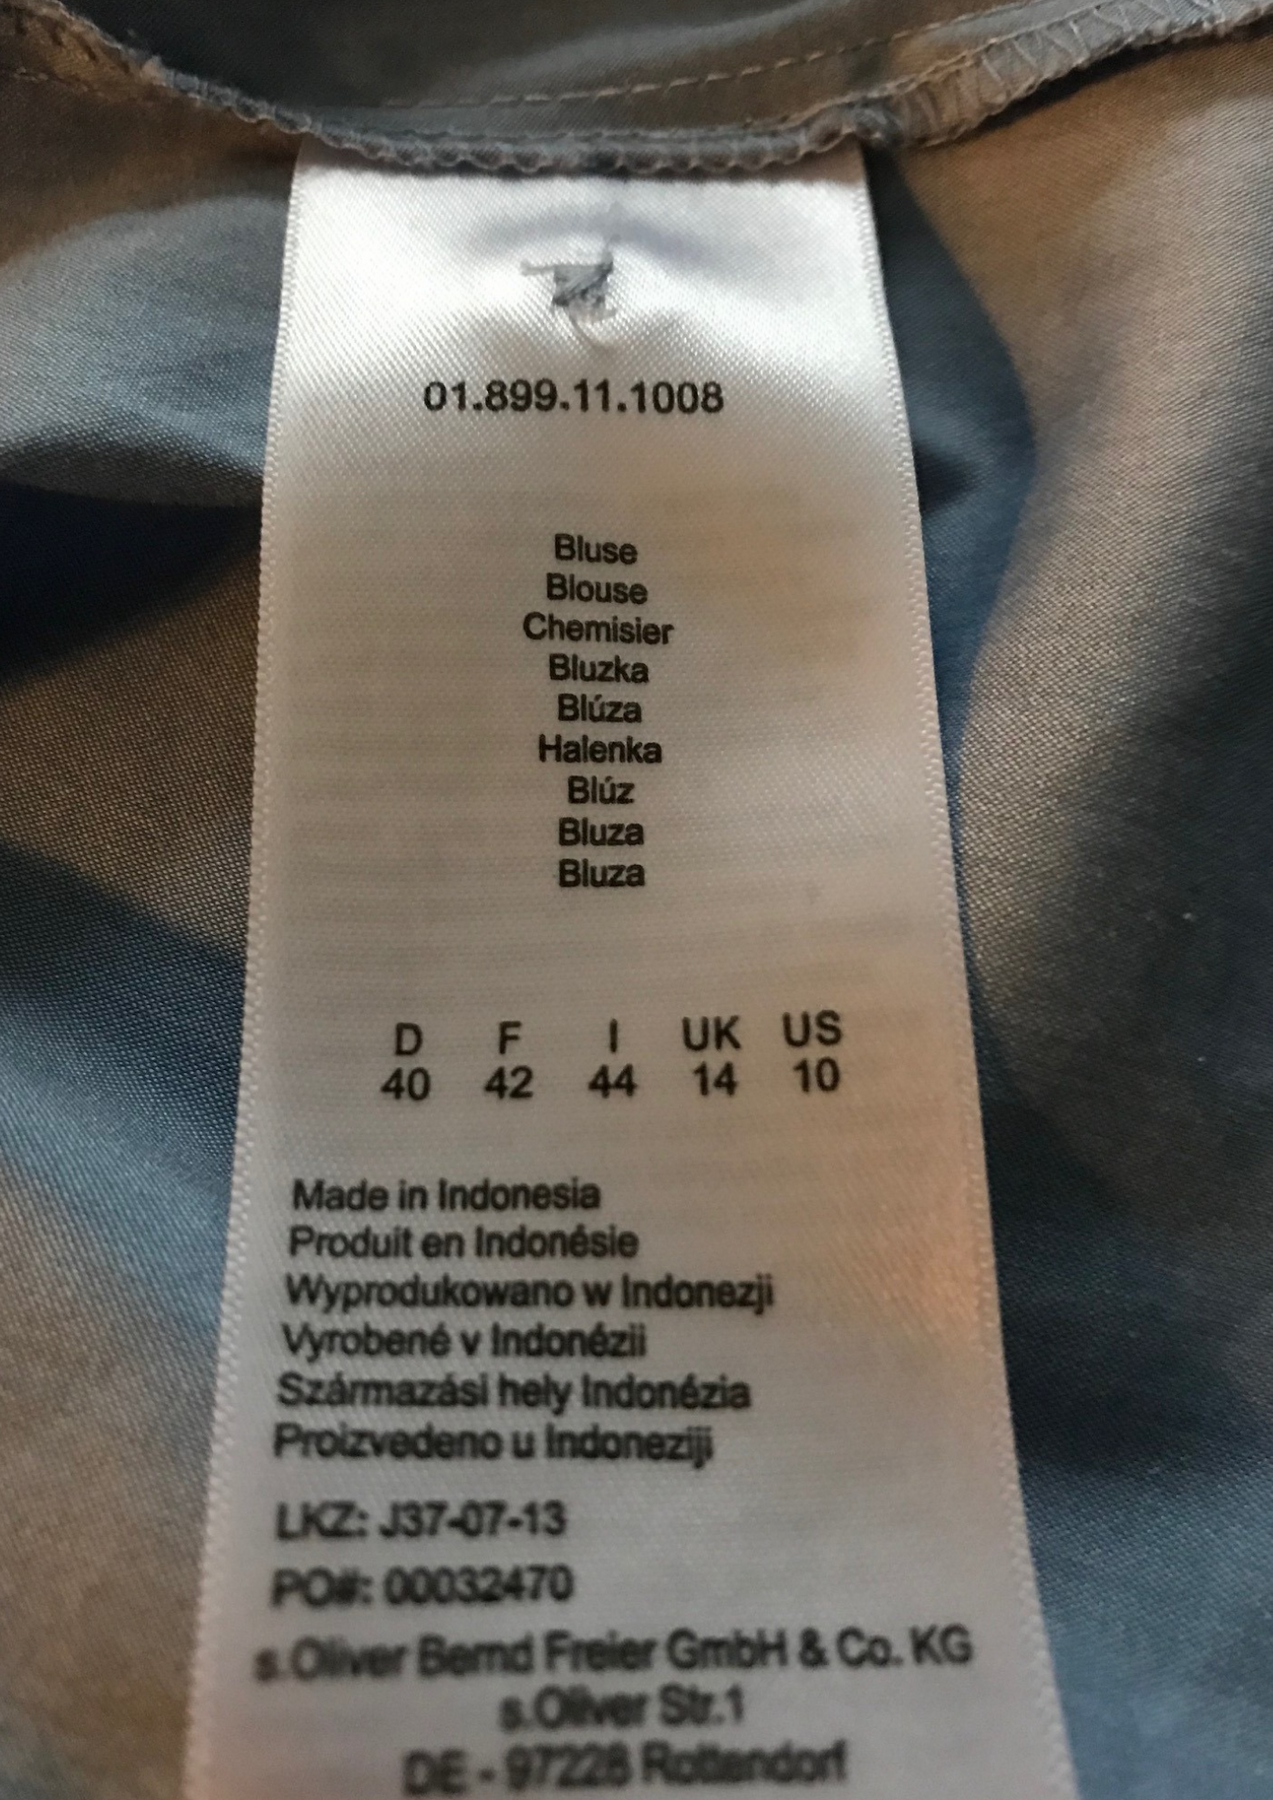 01.899.11.1008
Bluse
Blouse
Chemisier
Bluzka
Blúza
Halenka
Blúz
Bluza
Bluza
D F I UK US
40 42 44 14 10
Made in Indonesia
Produit en Indonésie
Wyprodukowano w Indonezji
Vyrobené v Indonézii
Származási hely Indonézia
Proizvedeno u Indoneziji
LKZ: J37-07-13
PO#: 00032470
s.Oliver Bernd Freier GmbH & Co. KG
s.Oliver Str.1
DE - 97228 Rottendorf